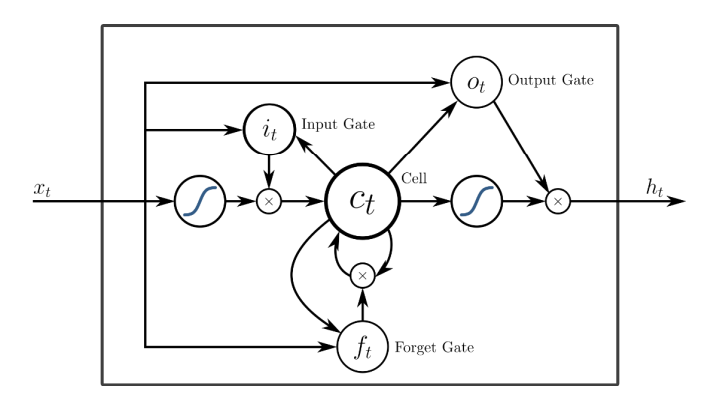 o_t Output Gate
i_t Input Gate
Cell
x_t
×
c_t
×
h_t
×
f_t Forget Gate